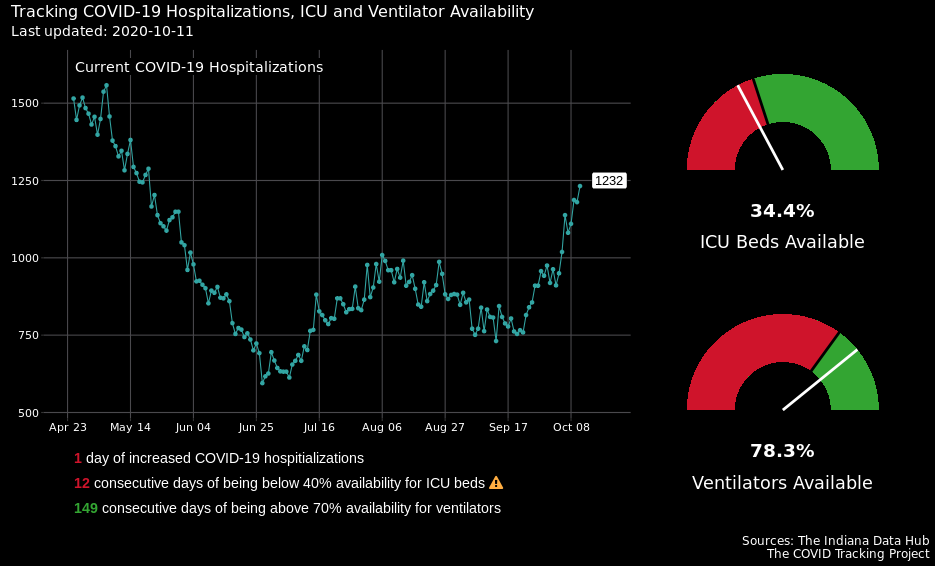 Tracking COVID-19 Hospitalizations, ICU and Ventilator Availability
Last updated: 2020-10-11
Current COVID-19 Hospitalizations
1500
1250
1000
750
500
1232
Apr 23 May 14 Jun 04 Jun 25 Jul 16 Aug 06 Aug 27 Sep 17 Oct 08
34.4%
ICU Beds Available
78.3%
Ventilators Available
1 day of increased COVID-19 hospitializations
12 consecutive days of being below 40% availability for ICU beds ⚠
149 consecutive days of being above 70% availability for ventilators
Sources: The Indiana Data Hub
The COVID Tracking Project